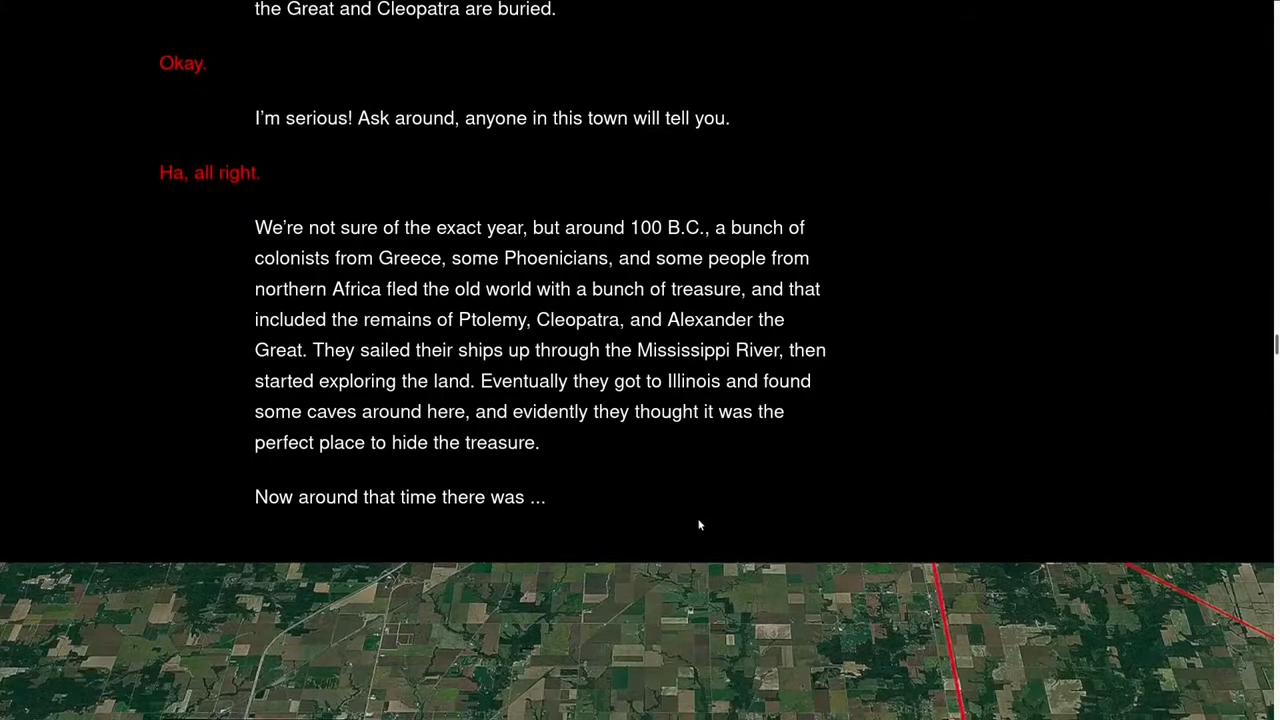 the Great and Cleopatra are buried.
Okay.
I’m serious! Ask around, anyone in this town will tell you.
Ha, all right.
We’re not sure of the exact year, but around 100 B.C., a bunch of
colonists from Greece, some Phoenicians, and some people from
northern Africa fled the old world with a bunch of treasure, and that
included the remains of Ptolemy, Cleopatra, and Alexander the
Great. They sailed their ships up through the Mississippi River, then
started exploring the land. Eventually they got to Illinois and found
some caves around here, and evidently they thought it was the
perfect place to hide the treasure.
Now around that time there was ...